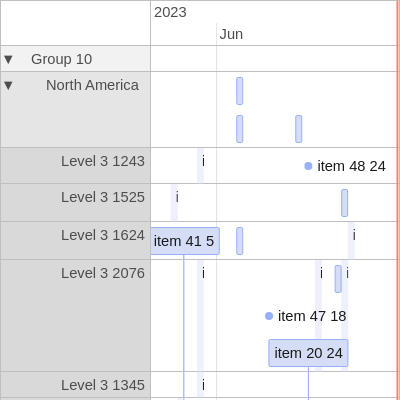 2023
Jun
▼ Group 10
▼ North America
Level 3 1243 i item 48 24
Level 3 1525 i
Level 3 1624 item 41 5 i
Level 3 2076 i i i
item 47 18
item 20 24
Level 3 1345 i